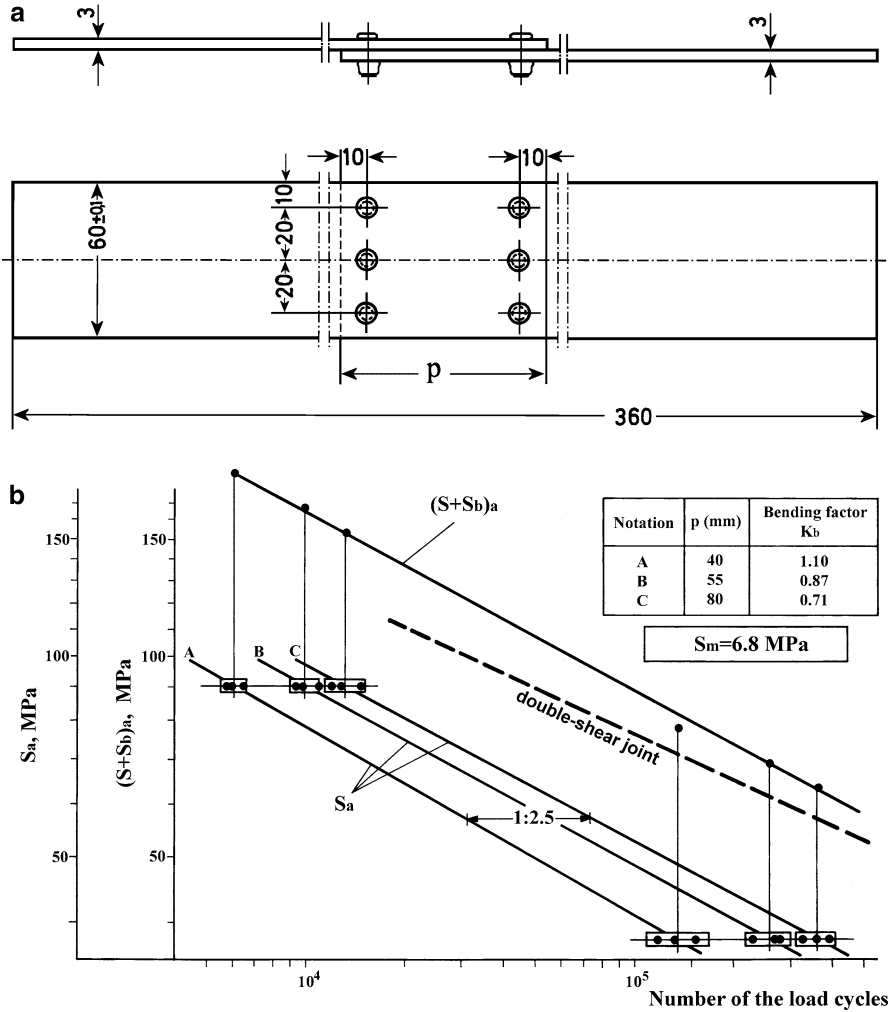 a
3
3
10
10
10
20
20
60±0,1
p
360
b
150
100
50
Sa, MPa
150
100
50
(S+Sb)a, MPa
(S+Sb)a
Notation p (mm) Bending factor Kb
A 40 1.10
B 55 0.87
C 80 0.71
Sm=6.8 MPa
A B C
double-shear joint
Sa
1:2.5
10⁴ 10⁵
Number of the load cycles